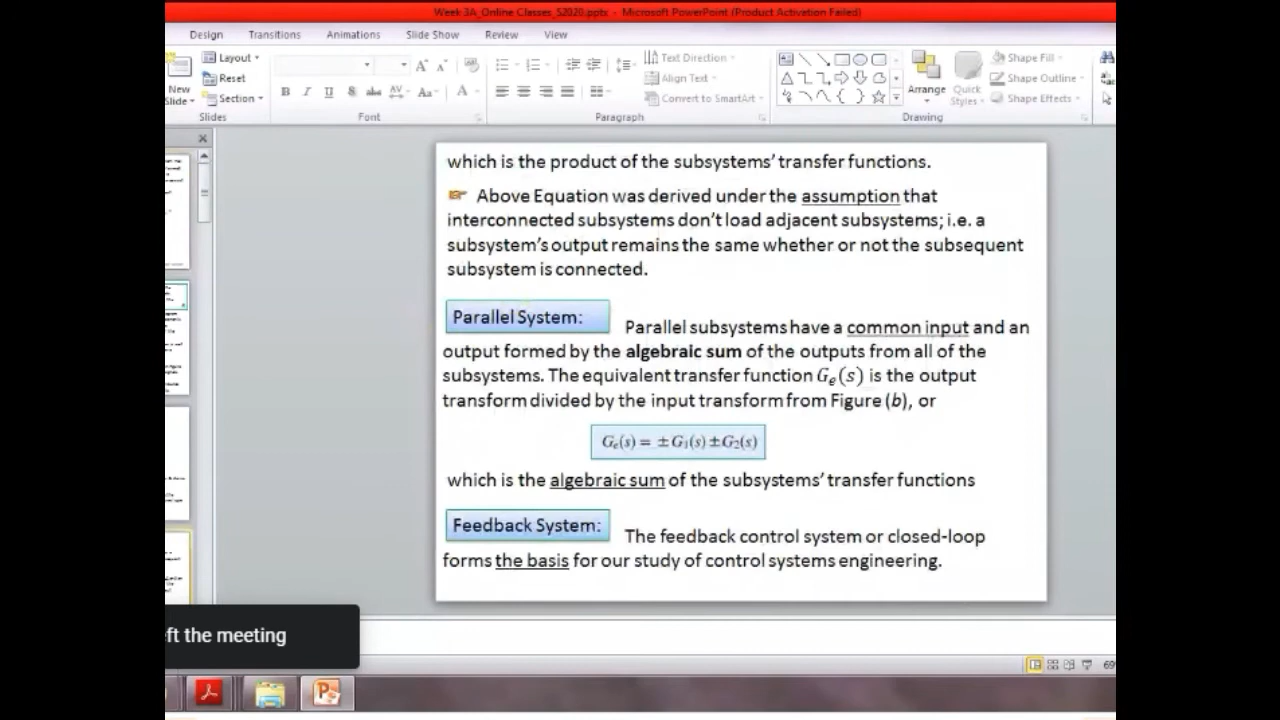 Week 3A_Online Classes_S2020.pptx - Microsoft PowerPoint (Product Activation Failed)
Design Transitions Animations Slide Show Review View
New Slide
Layout
Reset
Section
Slides
B I U S abc AV Aa A
Font
Text Direction
Align Text
Convert to SmartArt
Paragraph
Arrange
Quick Styles
Shape Fill
Shape Outline
Shape Effects
Drawing
which is the product of the subsystems' transfer functions.
Above Equation was derived under the assumption that
interconnected subsystems don't load adjacent subsystems; i.e. a
subsystem's output remains the same whether or not the subsequent
subsystem is connected.
Parallel System: Parallel subsystems have a common input and an
output formed by the algebraic sum of the outputs from all of the
subsystems. The equivalent transfer function Gₑ(s) is the output
transform divided by the input transform from Figure (b), or
Gₑ(s) = ±G₁(s) ±G₂(s)
which is the algebraic sum of the subsystems' transfer functions
Feedback System: The feedback control system or closed-loop
forms the basis for our study of control systems engineering.
ft the meeting